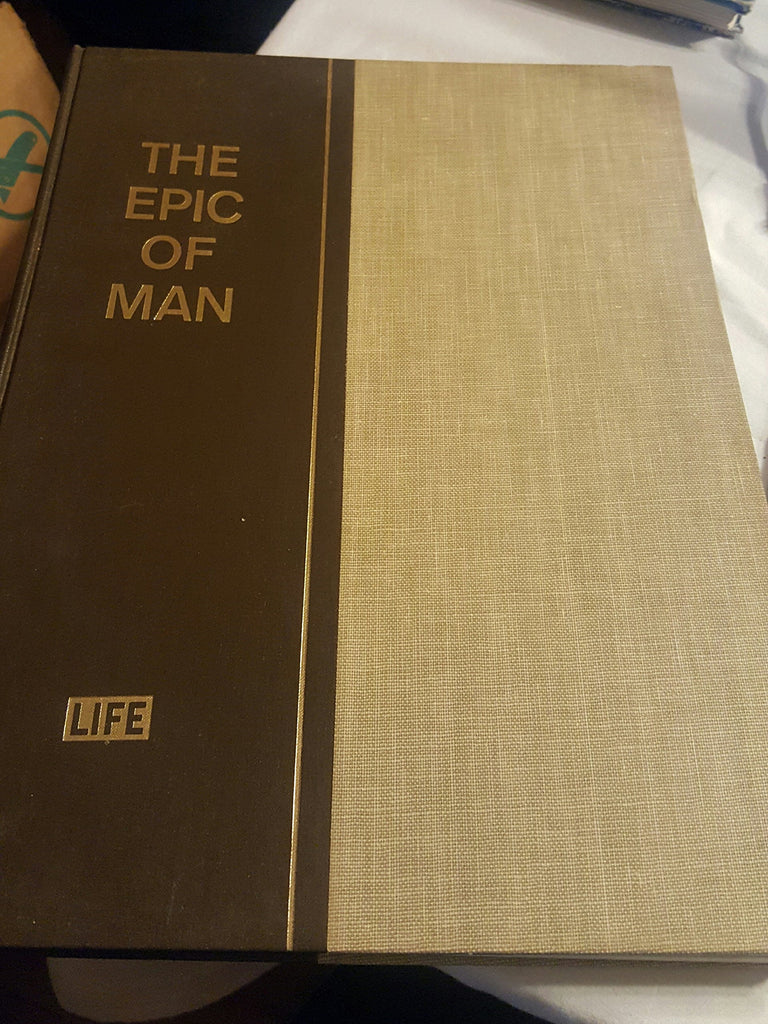 THE
EPIC
OF
MAN
LIFE